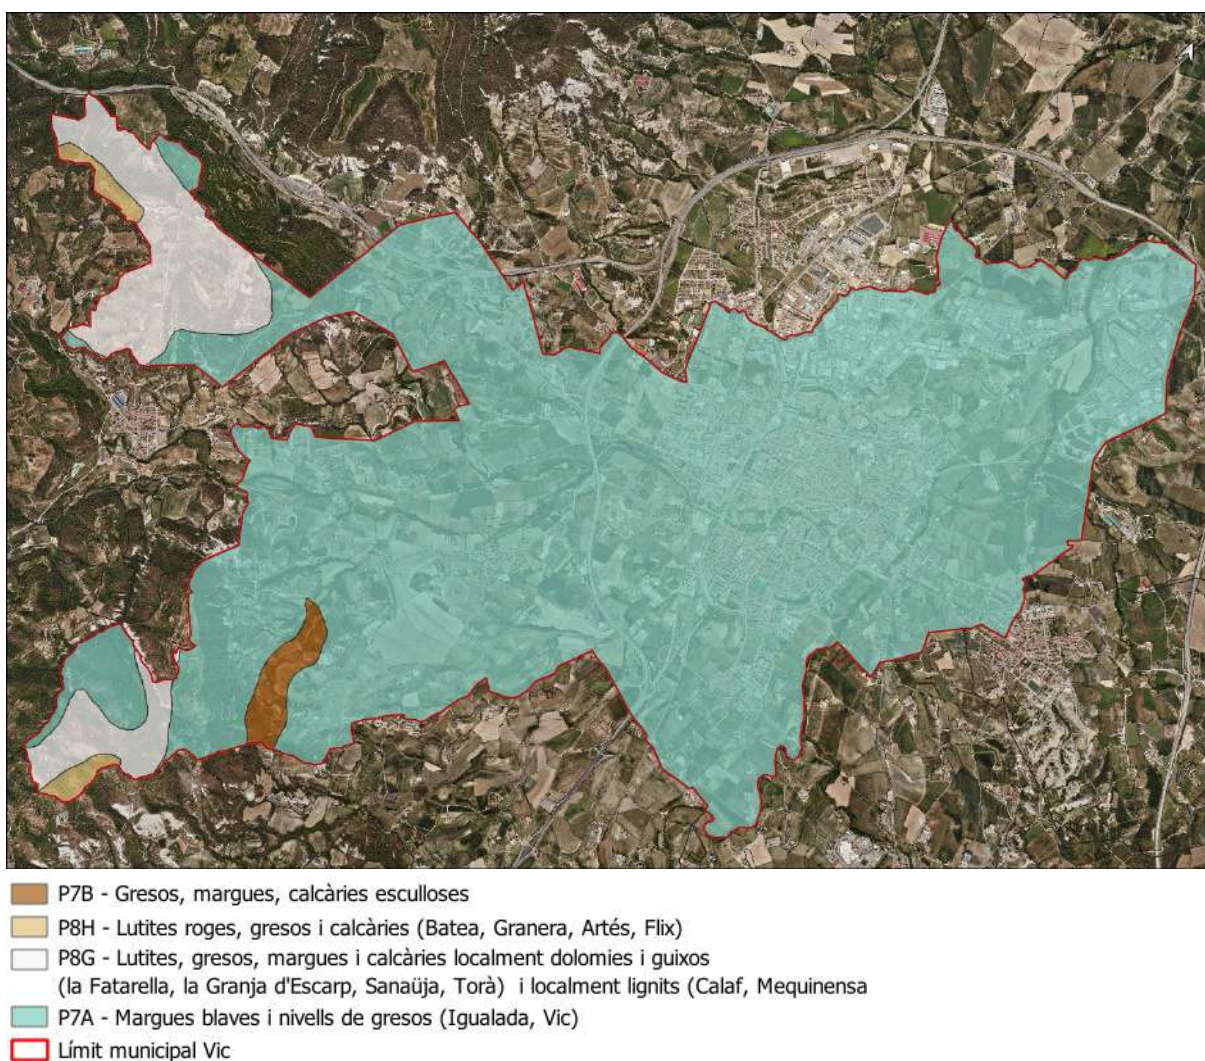 P7B - Gresos, margues, calcàries esculloses
P8H - Lutites roges, gresos i calcàries (Batea, Granera, Artés, Flix)
P8G - Lutites, gresos, margues i calcàries localment dolomies i guixos
(la Fatarella, la Granja d'Escarp, Sanaüja, Torà) i localment lignits (Calaf, Mequinensa
P7A - Margues blaves i nivells de gresos (Igualada, Vic)
Límit municipal Vic